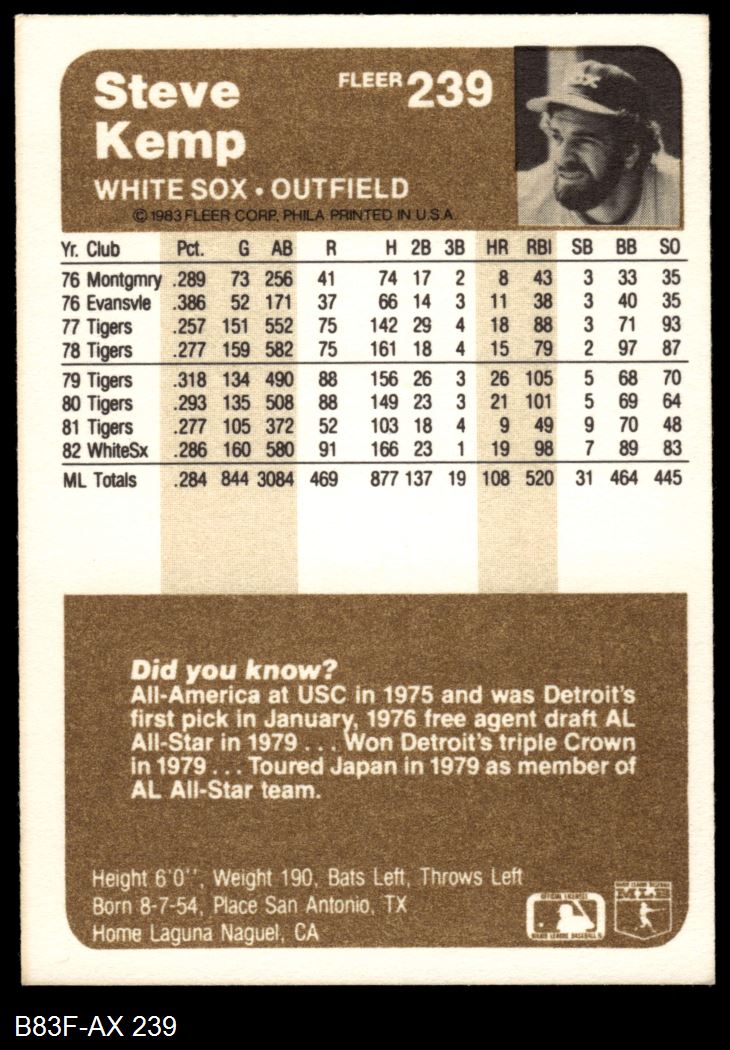 Steve
Kemp
FLEER 239
WHITE SOX • OUTFIELD
© 1983 FLEER CORP. PHILA PRINTED IN U.S.A.
Yr. Club Pct. G AB R H 2B 3B HR RBI SB BB SO
76 Montgmry .289 73 256 41 74 17 2 8 43 3 33 35
76 Evansvle .386 52 171 37 66 14 3 11 38 3 40 35
77 Tigers .257 151 552 75 142 29 4 18 88 3 71 93
78 Tigers .277 159 582 75 161 18 4 15 79 2 97 87
79 Tigers .318 134 490 88 156 26 3 26 105 5 68 70
80 Tigers .293 135 508 88 149 23 3 21 101 5 69 64
81 Tigers .277 105 372 52 103 18 4 9 49 9 70 48
82 WhiteSx .286 160 580 91 166 23 1 19 98 7 89 83
ML Totals .284 844 3084 469 877 137 19 108 520 31 464 445
Did you know?
All-America at USC in 1975 and was Detroit's
first pick in January, 1976 free agent draft AL
All-Star in 1979 . . . Won Detroit's triple Crown
in 1979 . . . Toured Japan in 1979 as member of
AL All-Star team.
Height 6'0'', Weight 190, Bats Left, Throws Left
Born 8-7-54, Place San Antonio, TX
Home Laguna Naguel, CA
OFFICIAL LICENSEE
MAJOR LEAGUE BASEBALL
MLB
B83F-AX 239